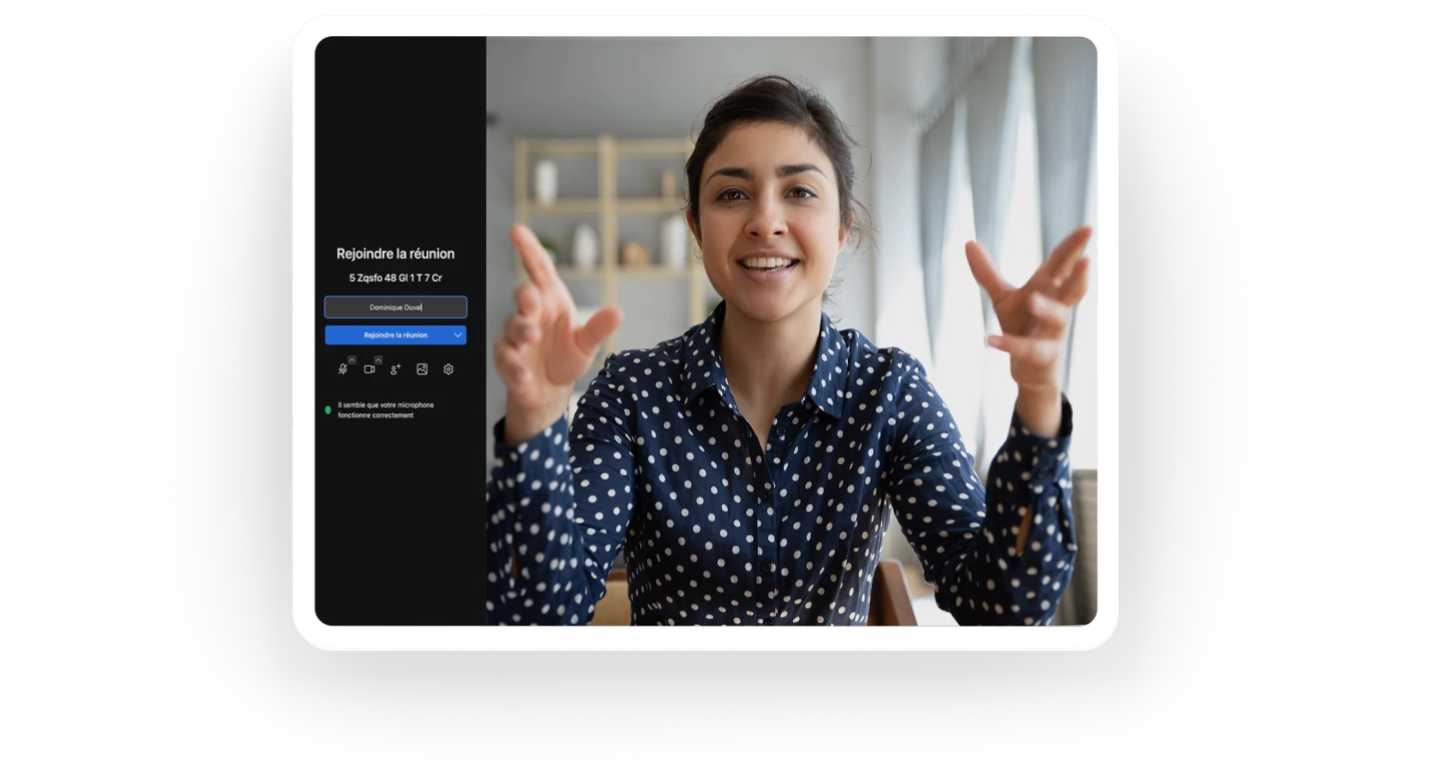 Rejoindre la réunion
5 Zqsfo 48 Gl 1 T 7 Cr
Dominique Duval
Rejoindre la réunion
Il semble que votre microphone
fonctionne correctement